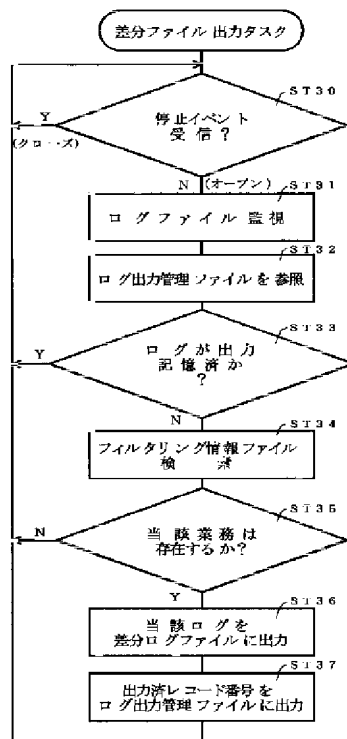 差分ファイル出力タスク
ST30
停止イベント
受信？
Y
(クローズ)
N
(オープン)
ST31
ログファイル監視
ST32
ログ出力管理ファイルを参照
ST33
ログが出力
記憶済か
？
Y
N
ST34
フィルタリング情報ファイル
検索
ST35
当該業務は
存在するか？
N
Y
ST36
当該ログを
差分ログファイルに出力
ST37
出力済レコード番号を
ログ出力管理ファイルに出力